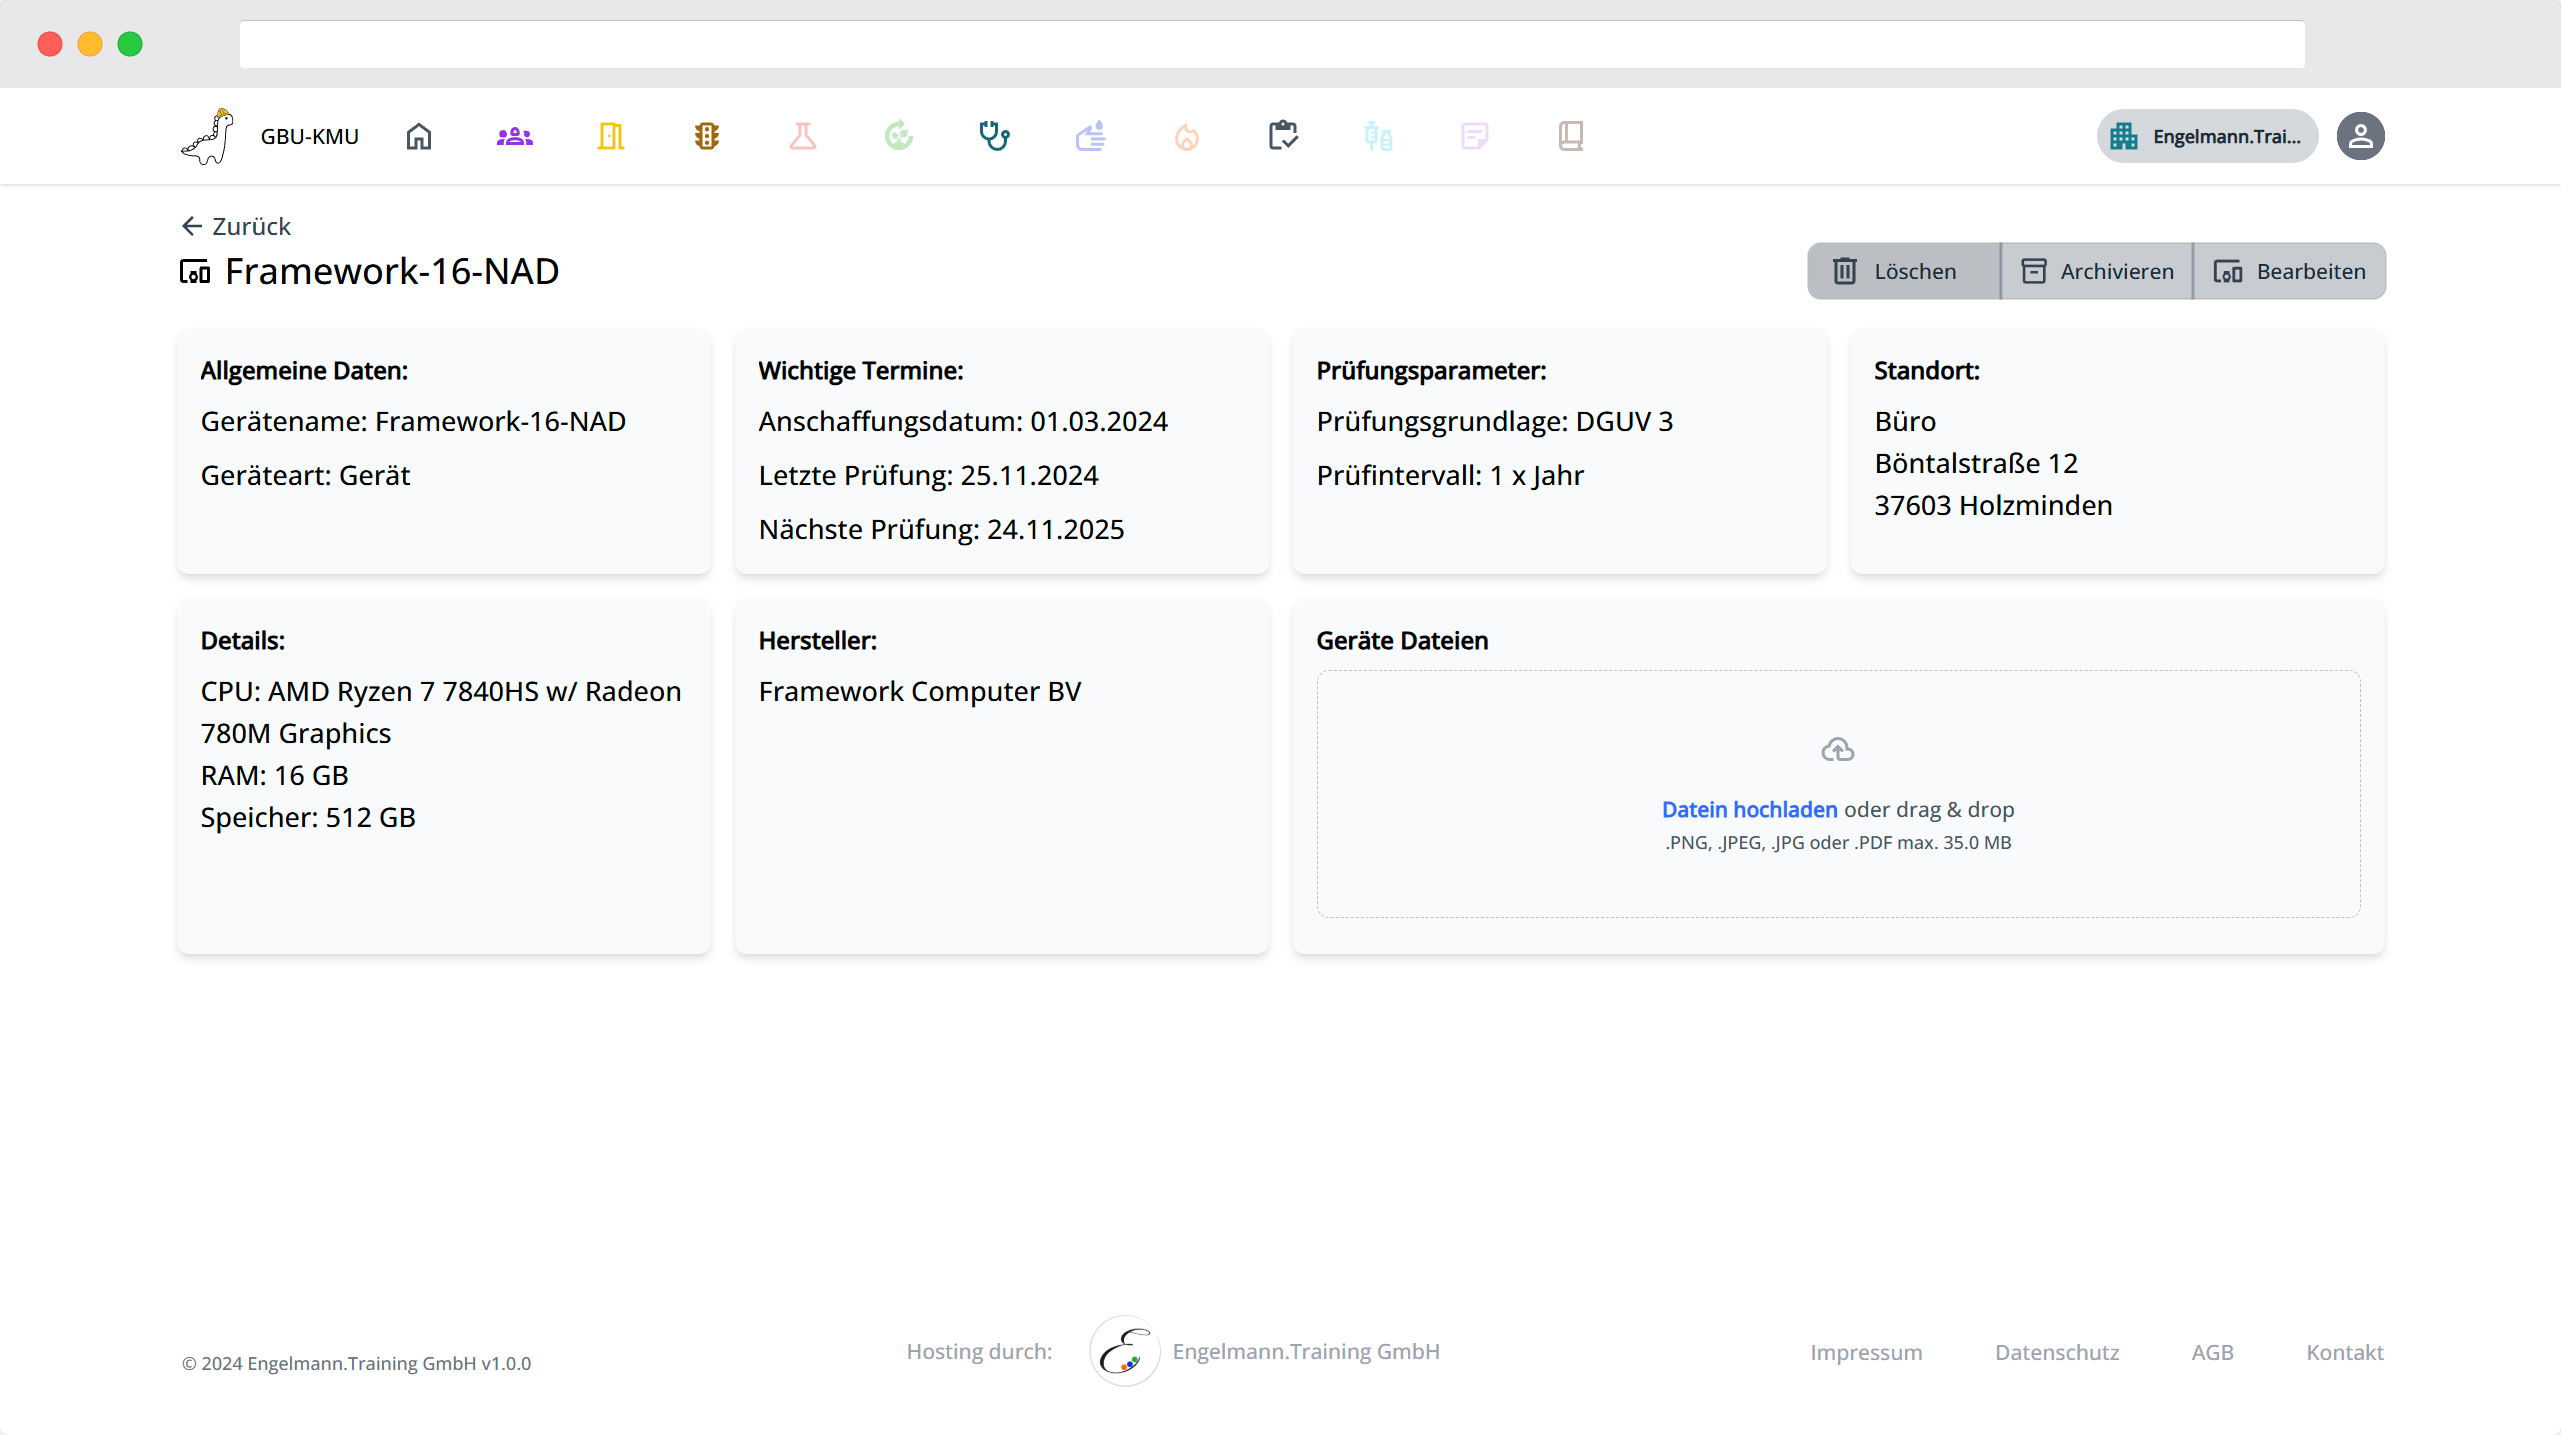 GBU-KMU
Engelmann.Trai...
Zurück
Framework-16-NAD
Löschen
Archivieren
Bearbeiten
Allgemeine Daten:
Gerätename: Framework-16-NAD
Geräteart: Gerät
Wichtige Termine:
Anschaffungsdatum: 01.03.2024
Letzte Prüfung: 25.11.2024
Nächste Prüfung: 24.11.2025
Prüfungsparameter:
Prüfungsgrundlage: DGUV 3
Prüfintervall: 1 x Jahr
Standort:
Büro
Böntalstraße 12
37603 Holzminden
Details:
CPU: AMD Ryzen 7 7840HS w/ Radeon
780M Graphics
RAM: 16 GB
Speicher: 512 GB
Hersteller:
Framework Computer BV
Geräte Dateien
Datein hochladen oder drag & drop
.PNG, .JPEG, .JPG oder .PDF max. 35.0 MB
© 2024 Engelmann.Training GmbH v1.0.0
Hosting durch:
Engelmann.Training GmbH
Impressum
Datenschutz
AGB
Kontakt